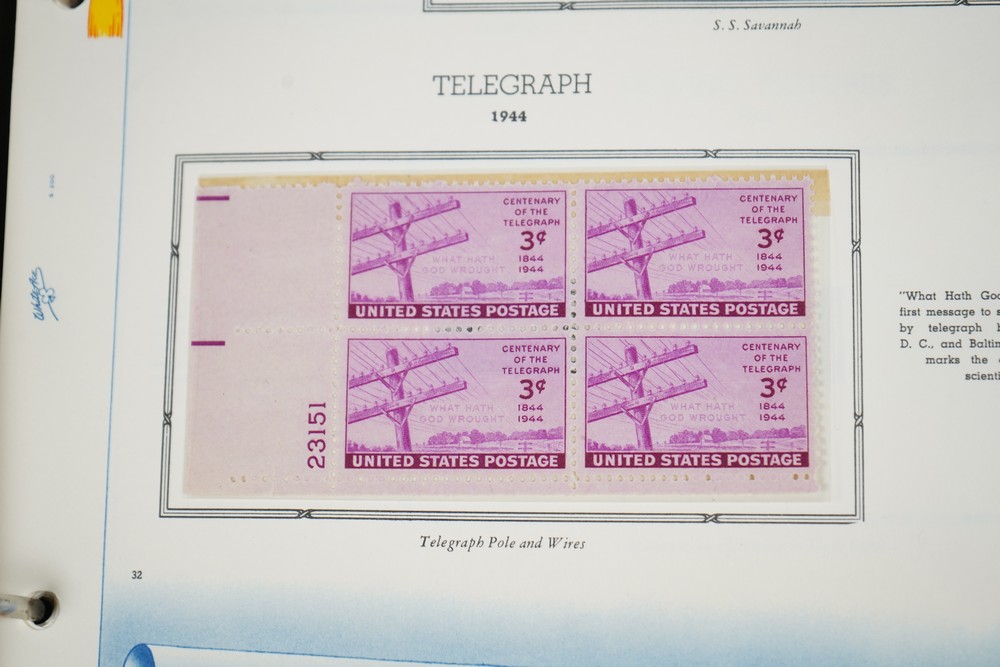 S. S. Savannah
TELEGRAPH
1944
CENTENARY
OF THE
TELEGRAPH
3¢
WHAT HATH
GOD WROUGHT
1844
1944
UNITED STATES POSTAGE
CENTENARY
OF THE
TELEGRAPH
3¢
WHAT HATH
GOD WROUGHT
1844
1944
UNITED STATES POSTAGE
CENTENARY
OF THE
TELEGRAPH
3¢
WHAT HATH
GOD WROUGHT
1844
1944
UNITED STATES POSTAGE
CENTENARY
OF THE
TELEGRAPH
3¢
WHAT HATH
GOD WROUGHT
1844
1944
UNITED STATES POSTAGE
23151
"What Hath Go
first message to s
by telegraph b
D. C., and Baltim
marks the
scienti
Telegraph Pole and Wires
32